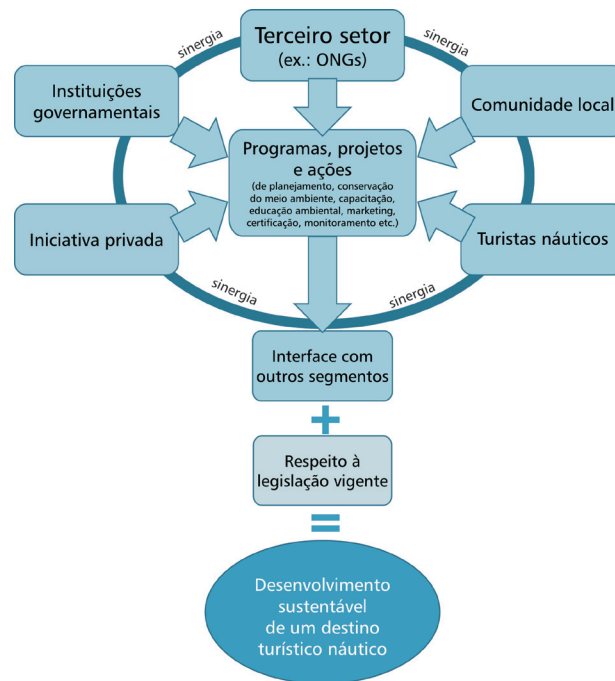 sinergia
Terceiro setor
(ex.: ONGs)
sinergia
Instituições
governamentais
Comunidade local
Programas, projetos
e ações
(de planejamento, conservação
do meio ambiente, capacitação,
educação ambiental, marketing,
certificação, monitoramento etc.)
Iniciativa privada
Turistas náuticos
sinergia
sinergia
Interface com
outros segmentos
+
Respeito à
legislação vigente
=
Desenvolvimento
sustentável
de um destino
turístico náutico